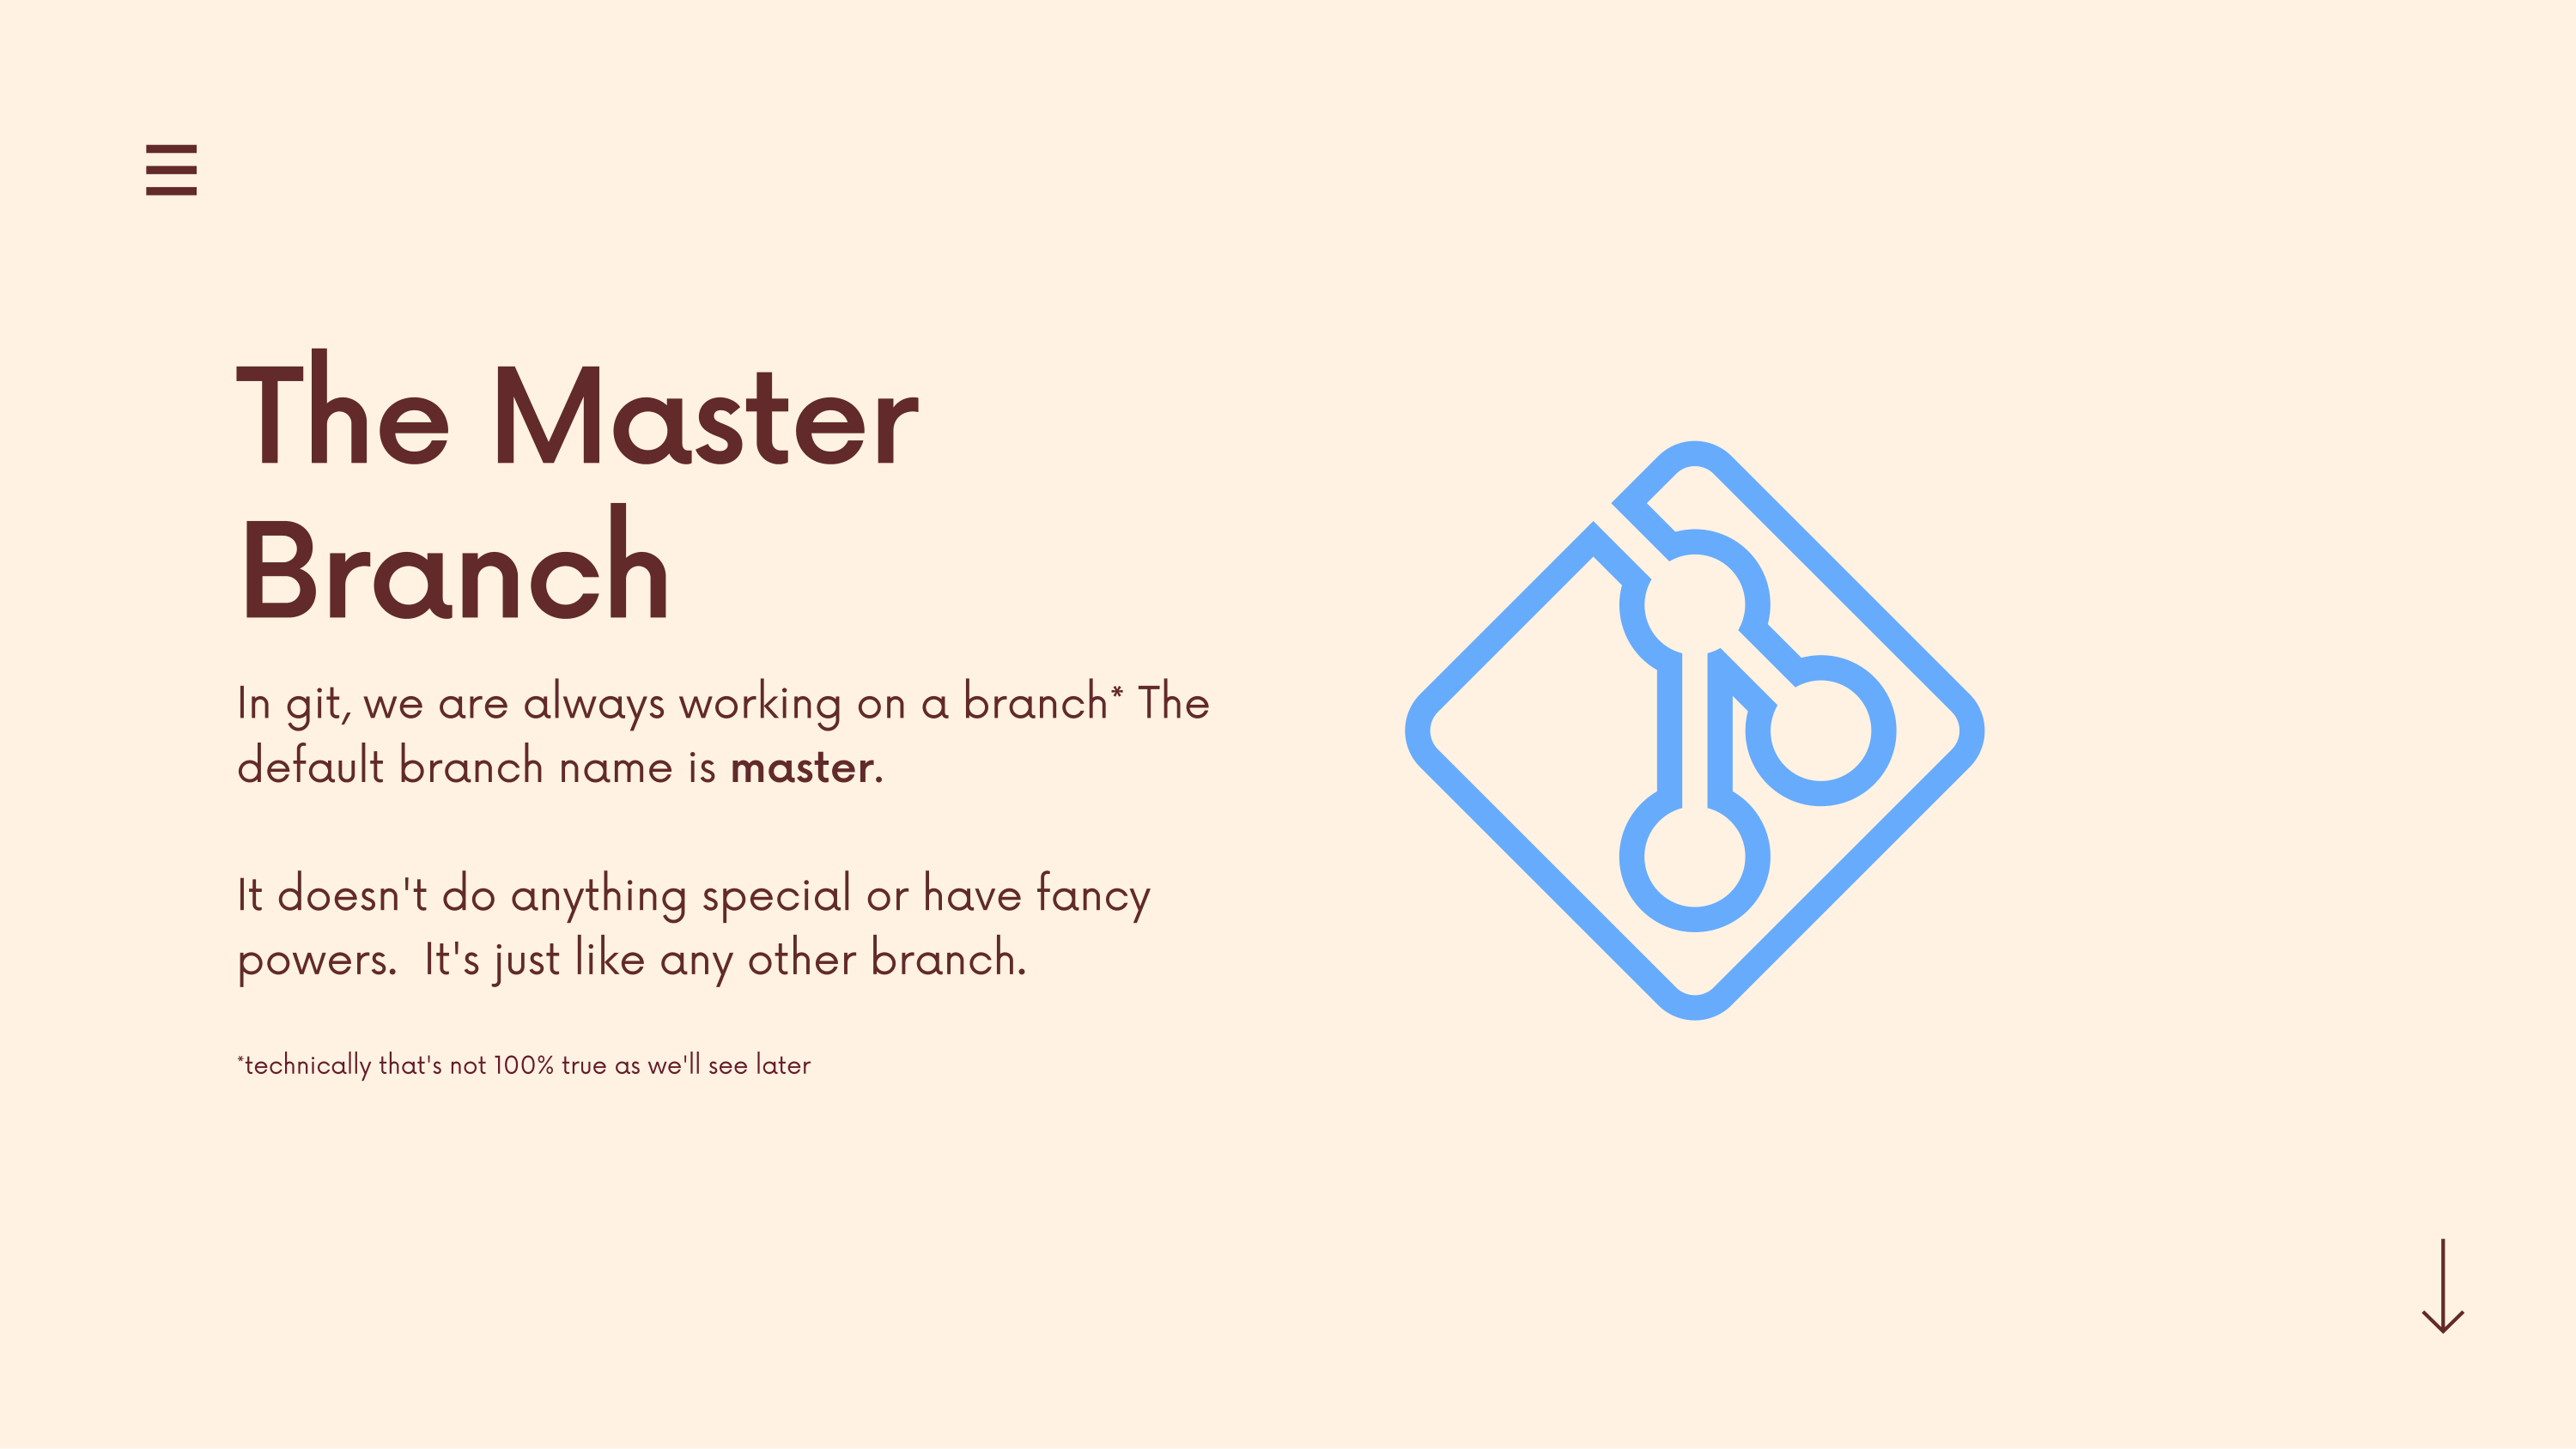 The Master
Branch
In git, we are always working on a branch* The
default branch name is master.
It doesn't do anything special or have fancy
powers.  It's just like any other branch.
*technically that's not 100% true as we'll see later